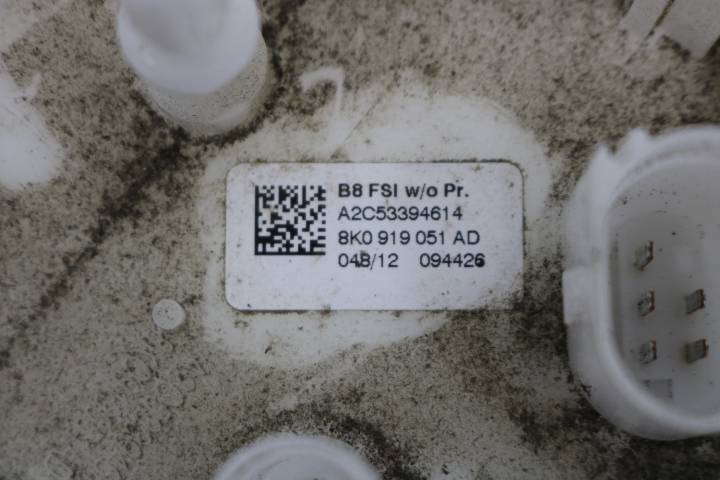 B8 FSI w/o Pr.
A2C53394614
8K0 919 051 AD
048/12 094426